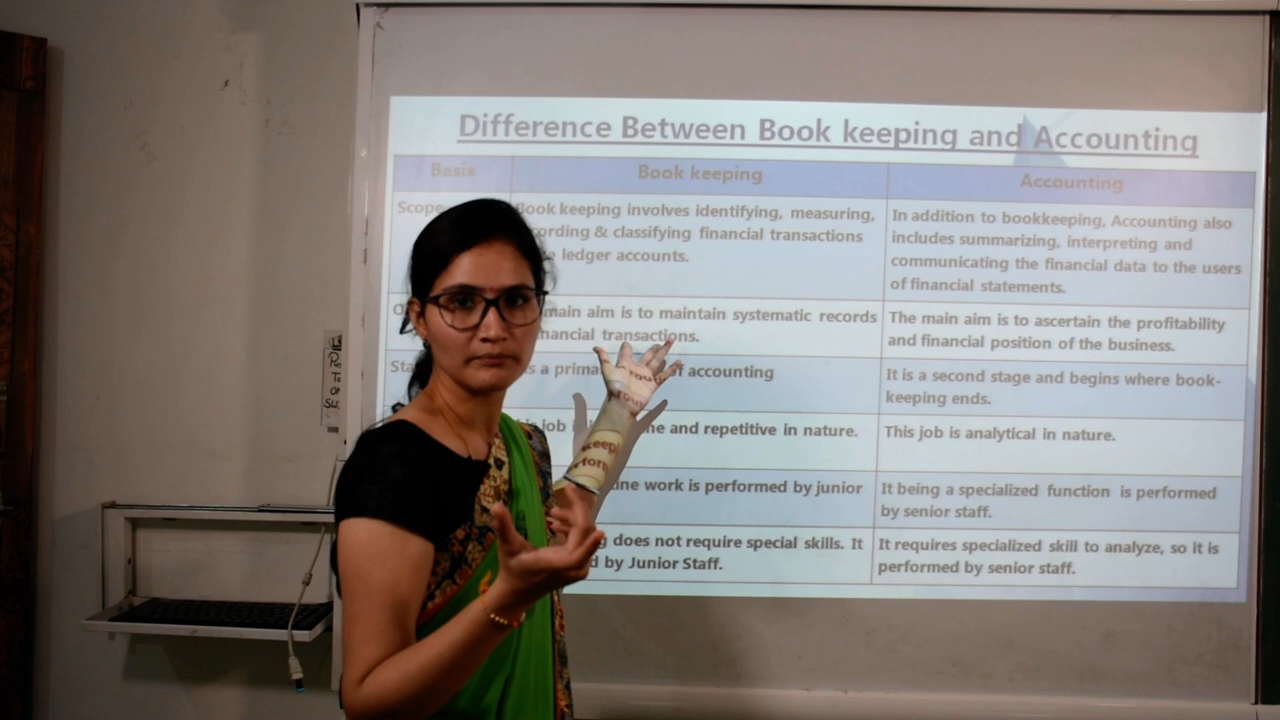 Difference Between Book keeping and Accounting
Basis Book keeping Accounting
Scope
Book keeping involves identifying, measuring,
& classifying financial transactions
ledger accounts.
In addition to bookkeeping, Accounting also
includes summarizing, interpreting and
communicating the financial data to the users
of financial statements.
main aim is to maintain systematic records
transactions.
The main aim is to ascertain the profitability
and financial position of the business.
a accounting
It is a second stage and begins where book-
keeping ends.
job and repetitive in nature.
This job is analytical in nature.
work is performed by junior
It being a specialized function is performed
by senior staff.
does not require special skills. It
by Junior Staff.
It requires specialized skill to analyze, so it is
performed by senior staff.